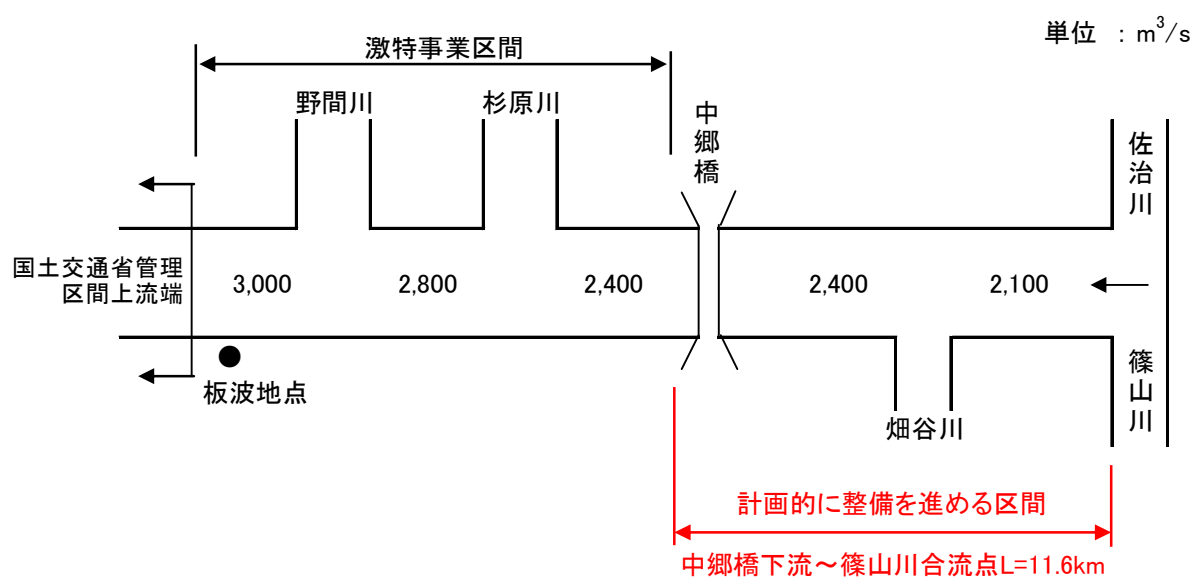 単位 : m³/s
激特事業区間
野間川
杉原川
中郷橋
佐治川
国土交通省管理
区間上流端
3,000
2,800
2,400
2,400
2,100
板波地点
畑谷川
篠山川
計画的に整備を進める区間
中郷橋下流～篠山川合流点L=11.6km